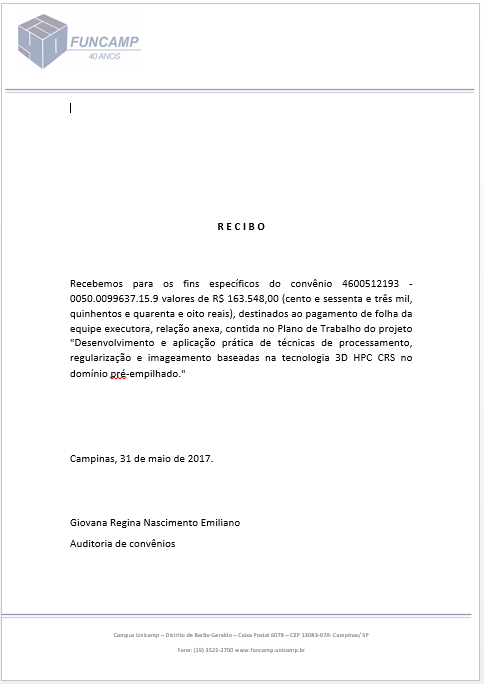 FUNCAMP
40 ANOS
RECIBO
Recebemos para os fins específicos do convênio 4600512193 -
0050.0099637.15.9 valores de R$ 163.548,00 (cento e sessenta e três mil,
quinhentos e quarenta e oito reais), destinados ao pagamento de folha da
equipe executora, relação anexa, contida no Plano de Trabalho do projeto
"Desenvolvimento e aplicação prática de técnicas de processamento,
regularização e imageamento baseadas na tecnologia 3D HPC CRS no
domínio pré-empilhado."
Campinas, 31 de maio de 2017.
Giovana Regina Nascimento Emiliano
Auditoria de convênios
Campus Unicamp – Distrito de Barão Geraldo – Caixa Postal 6078 – CEP 13083-970- Campinas/ SP
Fone: (19) 3521-2700 www.funcamp.unicamp.br